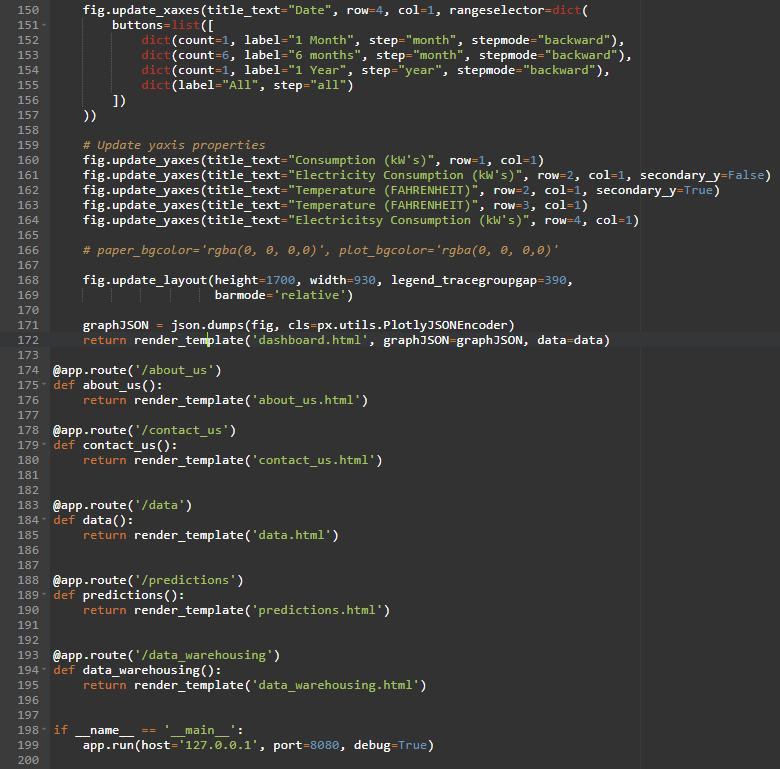 150     fig.update_xaxes(title_text="Date", row=4, col=1, rangeselector=dict(
151         buttons=list([
152             dict(count=1, label="1 Month", step="month", stepmode="backward"),
153             dict(count=6, label="6 months", step="month", stepmode="backward"),
154             dict(count=1, label="1 Year", step="year", stepmode="backward"),
155             dict(label="All", step="all")
156         ])
157     ))
158
159     # Update yaxis properties
160     fig.update_yaxes(title_text="Consumption (kW's)", row=1, col=1)
161     fig.update_yaxes(title_text="Electricity Consumption (kW's)", row=2, col=1, secondary_y=False)
162     fig.update_yaxes(title_text="Temperature (FAHRENHEIT)", row=2, col=1, secondary_y=True)
163     fig.update_yaxes(title_text="Temperature (FAHRENHEIT)", row=3, col=1)
164     fig.update_yaxes(title_text="Electricitsy Consumption (kW's)", row=4, col=1)
165
166     # paper_bgcolor='rgba(0, 0, 0,0)', plot_bgcolor='rgba(0, 0, 0,0)'
167
168     fig.update_layout(height=1700, width=930, legend_tracegroupgap=390,
169                       barmode='relative')
170
171     graphJSON = json.dumps(fig, cls=px.utils.PlotlyJSONEncoder)
172     return render_template('dashboard.html', graphJSON=graphJSON, data=data)
173
174 @app.route('/about_us')
175 def about_us():
176     return render_template('about_us.html')
177
178 @app.route('/contact_us')
179 def contact_us():
180     return render_template('contact_us.html')
181
182
183 @app.route('/data')
184 def data():
185     return render_template('data.html')
186
187
188 @app.route('/predictions')
189 def predictions():
190     return render_template('predictions.html')
191
192
193 @app.route('/data_warehousing')
194 def data_warehousing():
195     return render_template('data_warehousing.html')
196
197
198 if __name__ == '__main__':
199     app.run(host='127.0.0.1', port=8080, debug=True)
200